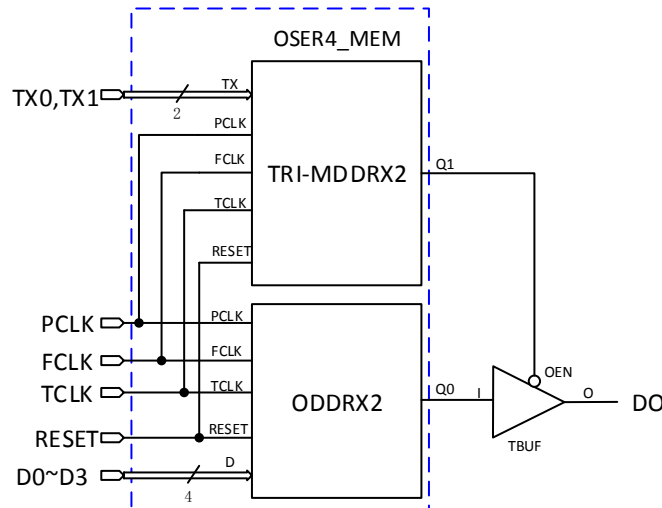 OSER4_MEM
TX0,TX1
2
TX
PCLK
FCLK
TCLK
RESET
TRI-MDDRX2
Q1
PCLK
FCLK
TCLK
RESET
D0~D3
4
PCLK
FCLK
TCLK
RESET
D
ODDRX2
Q0
I
OEN
O
TBUF
DO